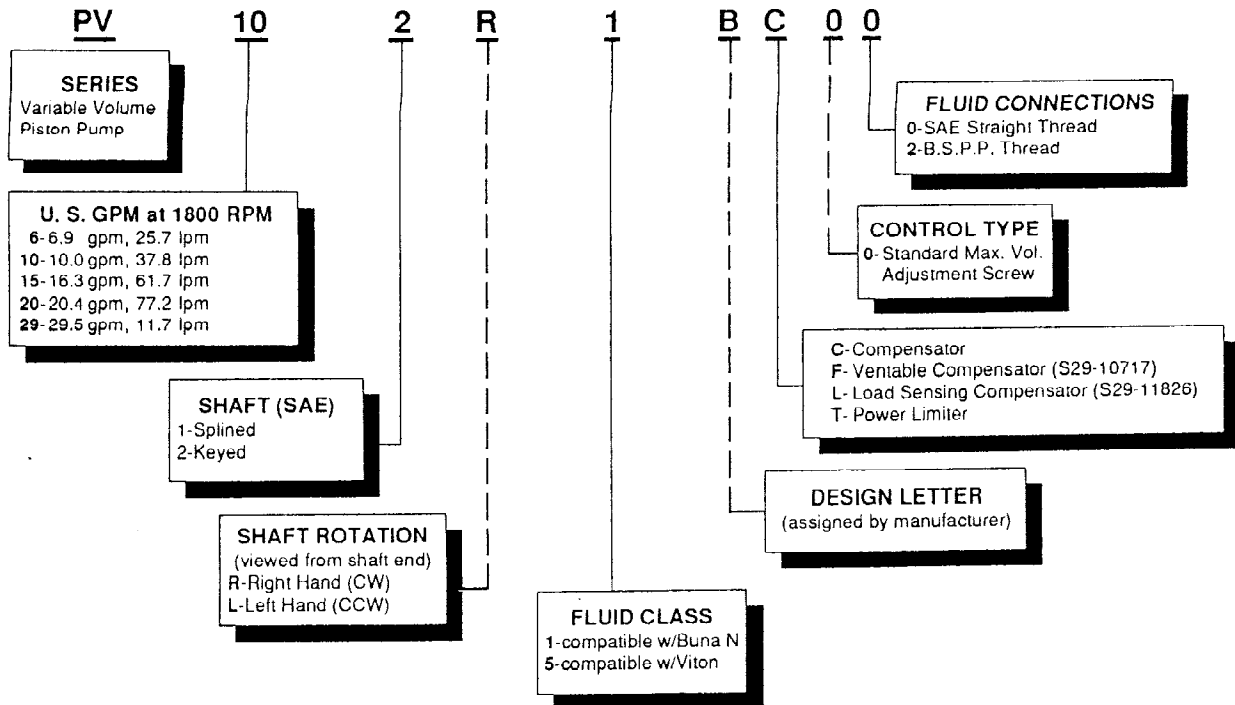 PV 10 2 R 1 B C 0 0
SERIES
Variable Volume
Piston Pump
U. S. GPM at 1800 RPM
6-6.9 gpm, 25.7 lpm
10-10.0 gpm, 37.8 lpm
15-16.3 gpm, 61.7 lpm
20-20.4 gpm, 77.2 lpm
29-29.5 gpm, 11.7 lpm
SHAFT (SAE)
1-Splined
2-Keyed
SHAFT ROTATION
(viewed from shaft end)
R-Right Hand (CW)
L-Left Hand (CCW)
FLUID CLASS
1-compatible w/Buna N
5-compatible w/Viton
DESIGN LETTER
(assigned by manufacturer)
C-Compensator
F- Ventable Compensator (S29-10717)
L- Load Sensing Compensator (S29-11826)
T- Power Limiter
CONTROL TYPE
0-Standard Max. Vol.
Adjustment Screw
FLUID CONNECTIONS
0-SAE Straight Thread
2-B.S.P.P. Thread